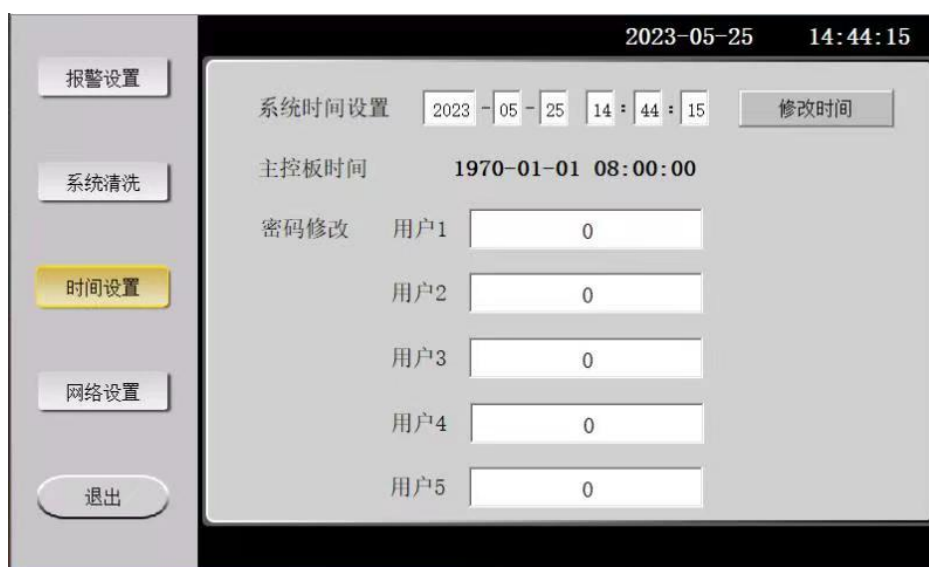 2023-05-25 14:44:15
报警设置
系统清洗
时间设置
网络设置
退出
系统时间设置 2023 - 05 - 25 14 : 44 : 15 修改时间
主控板时间 1970-01-01 08:00:00
密码修改 用户1 0
用户2 0
用户3 0
用户4 0
用户5 0